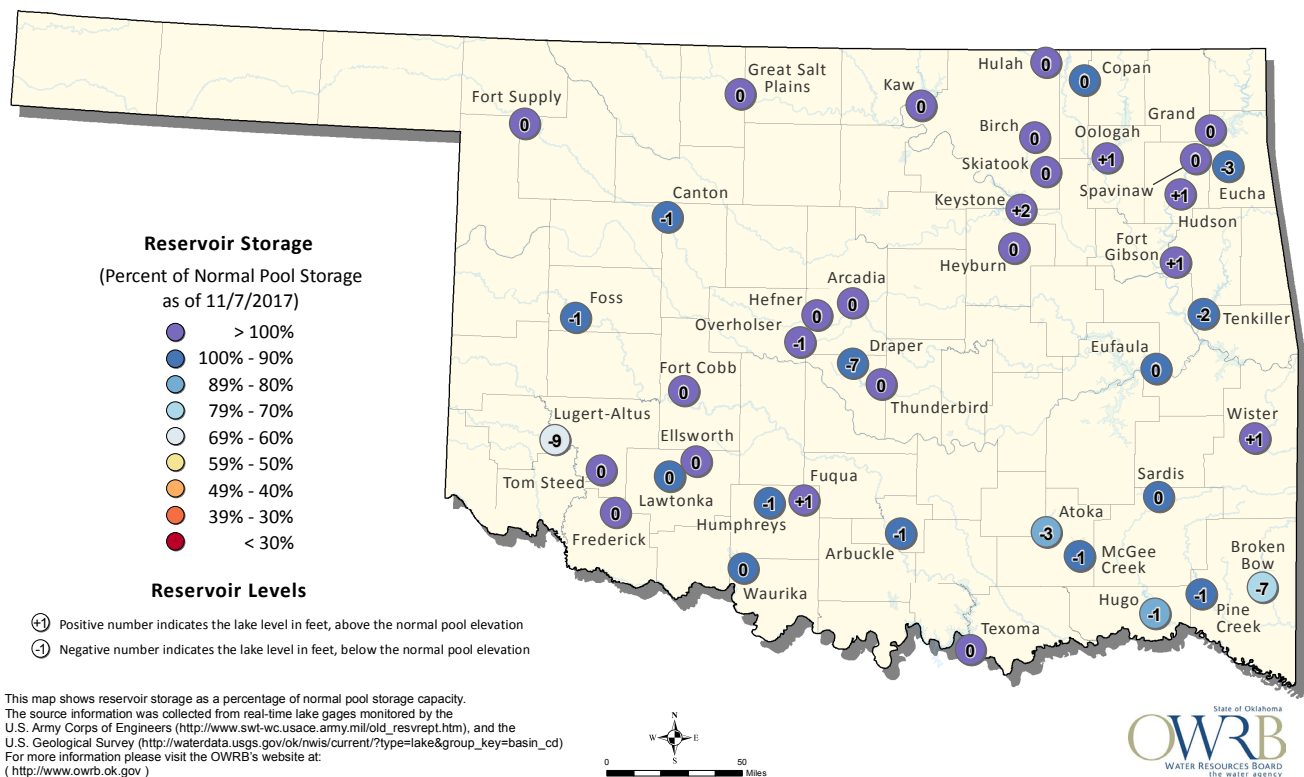 Hulah
0
Copan
0
Great Salt
Plains
0
Kaw
0
Fort Supply
0
Grand
0
Birch
0
Oologah
+1
Skiatook
0
Spavinaw
0
Eucha
-3
Hudson
+1
Keystone
+2
Canton
-1
Heyburn
0
Fort
Gibson
+1
Arcadia
0
Hefner
0
Overholser
-1
Foss
-1
Tenkiller
-2
Draper
-7
Eufaula
0
Fort Cobb
0
Thunderbird
0
Lugert-Altus
-9
Wister
+1
Ellsworth
0
Tom Steed
0
Lawtonka
0
Fuqua
+1
Humphreys
-1
Sardis
0
Frederick
0
Arbuckle
-1
Atoka
-3
McGee
Creek
-1
Waurika
0
Broken
Bow
-7
Hugo
-1
Pine
Creek
-1
Texoma
0
Reservoir Storage
(Percent of Normal Pool Storage
as of 11/7/2017)
> 100%
100% - 90%
89% - 80%
79% - 70%
69% - 60%
59% - 50%
49% - 40%
39% - 30%
< 30%
Reservoir Levels
+1 Positive number indicates the lake level in feet, above the normal pool elevation
-1 Negative number indicates the lake level in feet, below the normal pool elevation
This map shows reservoir storage as a percentage of normal pool storage capacity.
The source information was collected from real-time lake gages monitored by the
U.S. Army Corps of Engineers (http://www.swt-wc.usace.army.mil/old_resvrept.htm), and the
U.S. Geological Survey (http://waterdata.usgs.gov/ok/nwis/current/?type=lake&group_key=basin_cd)
For more information please visit the OWRB's website at:
( http://www.owrb.ok.gov )
N
W E
S
0 50
Miles
State of Oklahoma
OWRB
WATER RESOURCES BOARD
the water agency